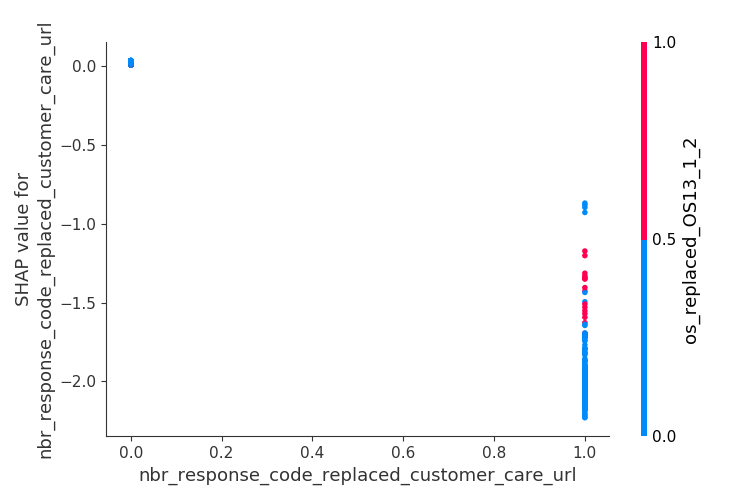 SHAP value for
nbr_response_code_replaced_customer_care_url
0.0
−0.5
−1.0
−1.5
−2.0
0.0 0.2 0.4 0.6 0.8 1.0
nbr_response_code_replaced_customer_care_url
1.0
0.5
0.0
os_replaced_OS13_1_2